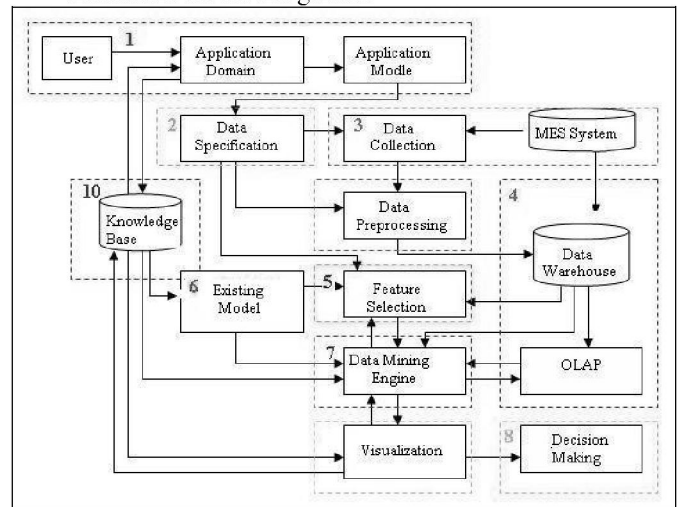 1
User
Application
Domain
Application
Modle
2
Data
Specification
3
Data
Collection
MES System
10
Knowledge
Base
Data
Preprocessing
4
Data
Warehouse
6
Existing
Model
5
Feature
Selection
7
Data Mining
Engine
OLAP
Visualization
8
Decision
Making